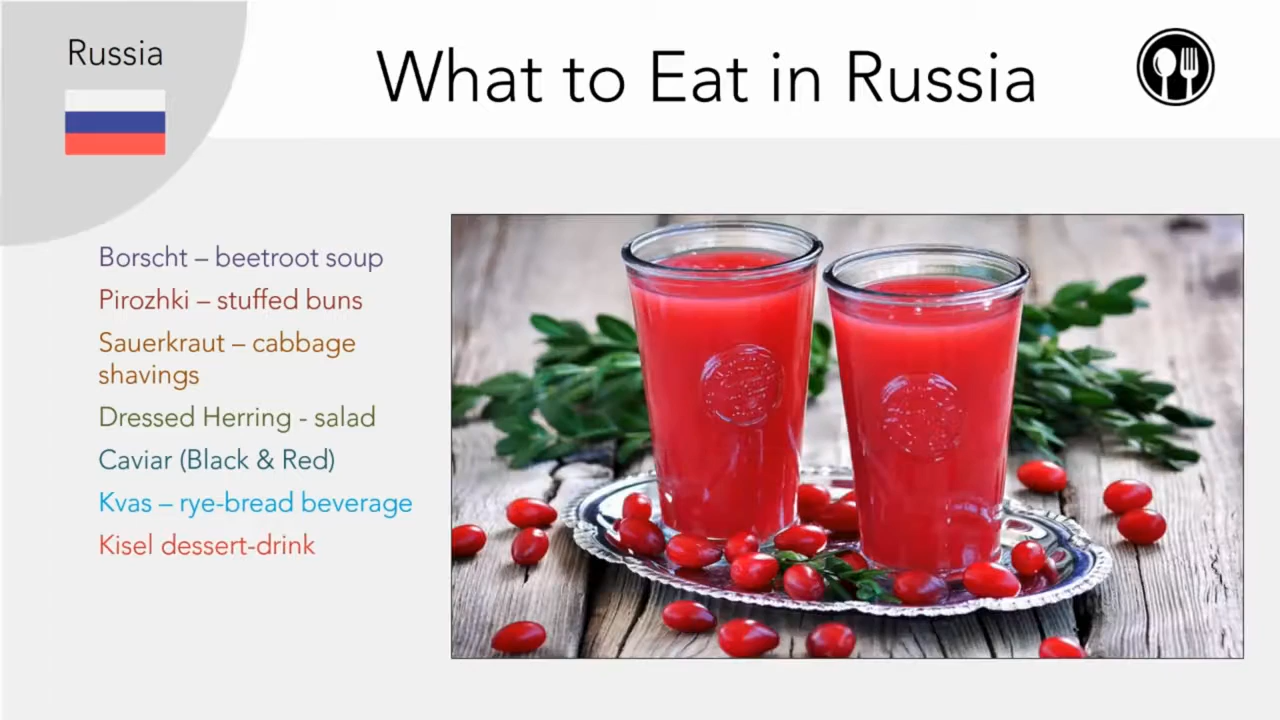 Russia
What to Eat in Russia
Borscht – beetroot soup
Pirozhki – stuffed buns
Sauerkraut – cabbage
shavings
Dressed Herring - salad
Caviar (Black & Red)
Kvas – rye-bread beverage
Kisel dessert-drink